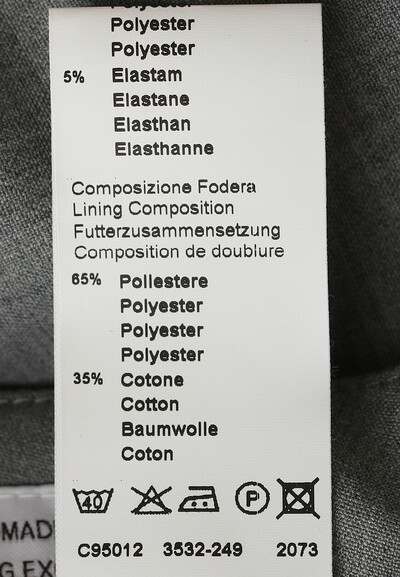 Polyester
Polyester
5% Elastam
Elastane
Elasthan
Elasthanne
Composizione Fodera
Lining Composition
Futterzusammensetzung
Composition de doublure
65% Poliestere
Polyester
Polyester
Polyester
35% Cotone
Cotton
Baumwolle
Coton
40 P
C95012 3532-249 2073